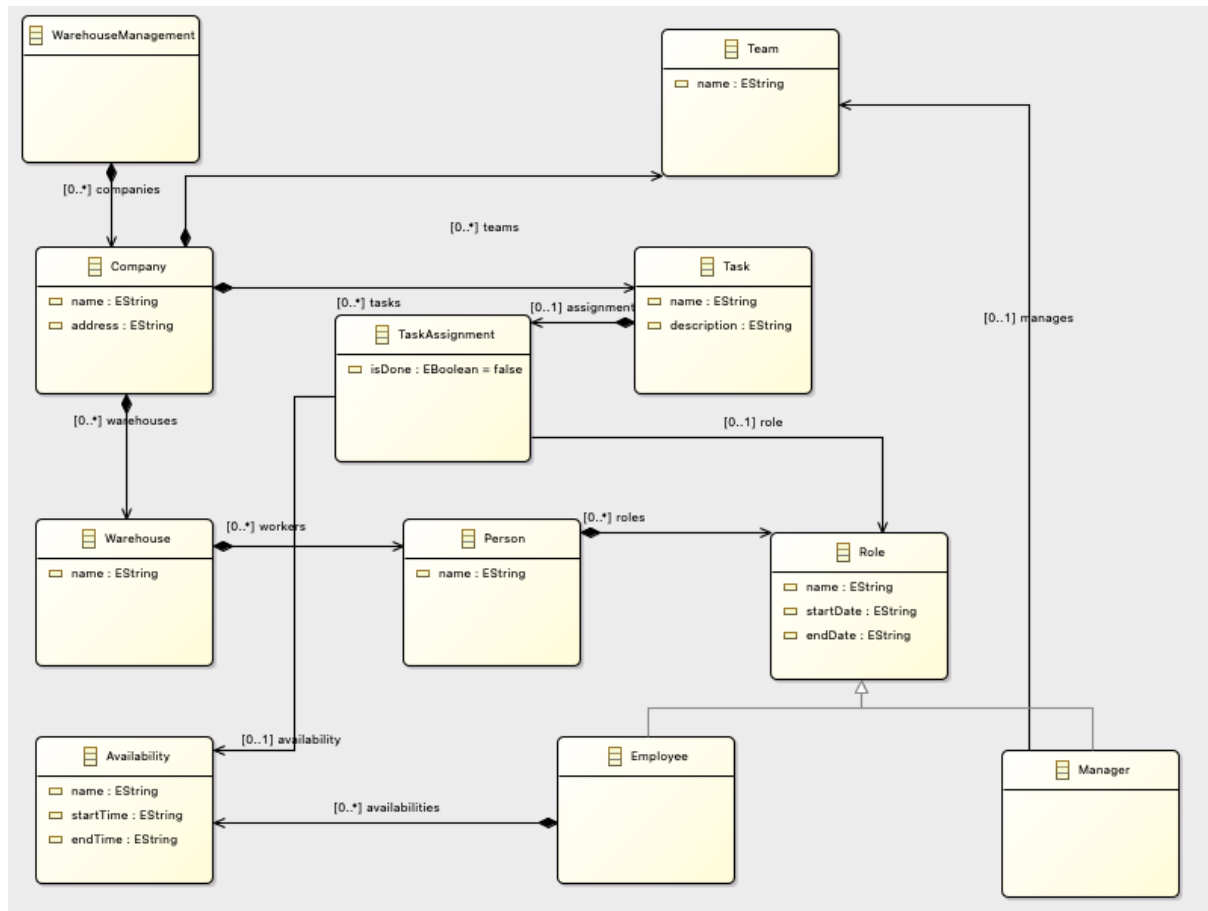 WarehouseManagement
Team
name : EString
[0..*] companies
[0..*] teams
Company
name : EString
address : EString
Task
name : EString
description : EString
[0..*] tasks
[0..1] assignment
TaskAssignment
isDone : EBoolean = false
[0..1] manages
[0..*] warehouses
[0..1] role
Warehouse
name : EString
[0..*] workers
Person
name : EString
[0..*] roles
Role
name : EString
startDate : EString
endDate : EString
[0..1] availability
Availability
name : EString
startTime : EString
endTime : EString
[0..*] availabilities
Employee
Manager